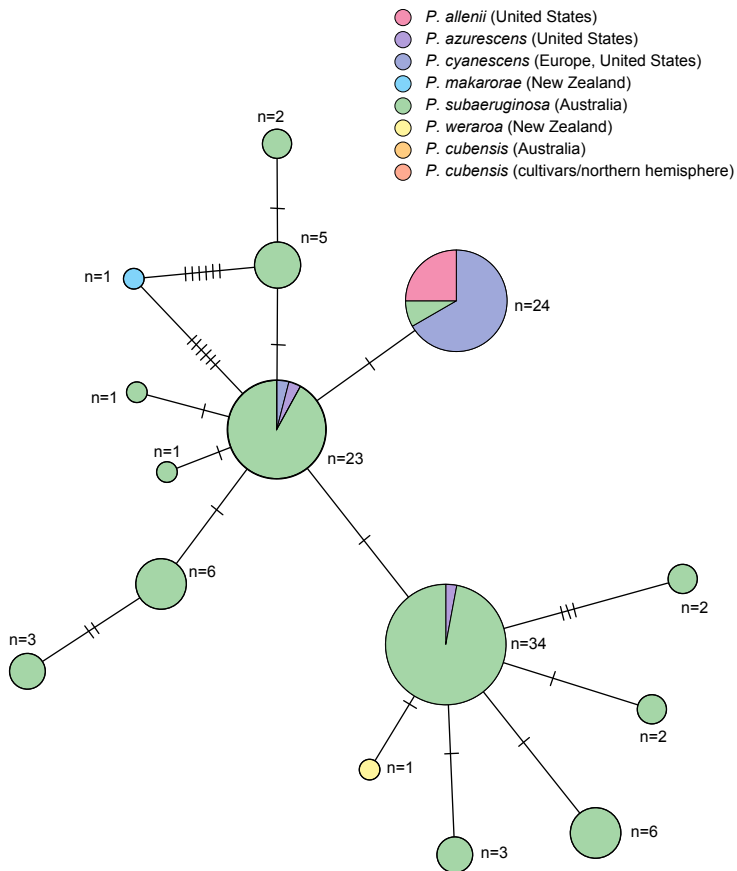 P. allenii (United States)
P. azurescens (United States)
P. cyanescens (Europe, United States)
P. makarorae (New Zealand)
P. subaeruginosa (Australia)
P. weraroa (New Zealand)
P. cubensis (Australia)
P. cubensis (cultivars/northern hemisphere)
n=2
n=5
n=1
n=24
n=1
n=1
n=23
n=6
n=3
n=34
n=2
n=2
n=1
n=6
n=3